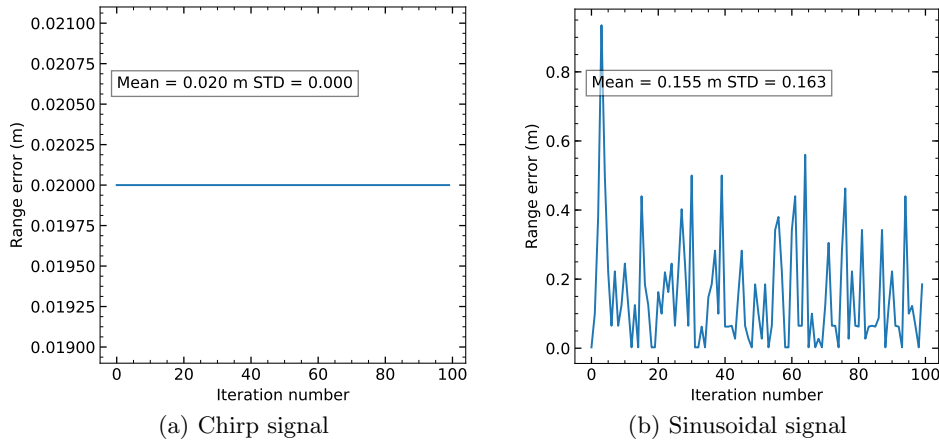 0.02100
0.02075
0.02050
0.02025
0.02000
0.01975
0.01950
0.01925
0.01900
Range error (m)
Mean = 0.020 m STD = 0.000
0 20 40 60 80 100
Iteration number
(a) Chirp signal
0.8
0.6
0.4
0.2
0.0
Range error (m)
Mean = 0.155 m STD = 0.163
0 20 40 60 80 100
Iteration number
(b) Sinusoidal signal